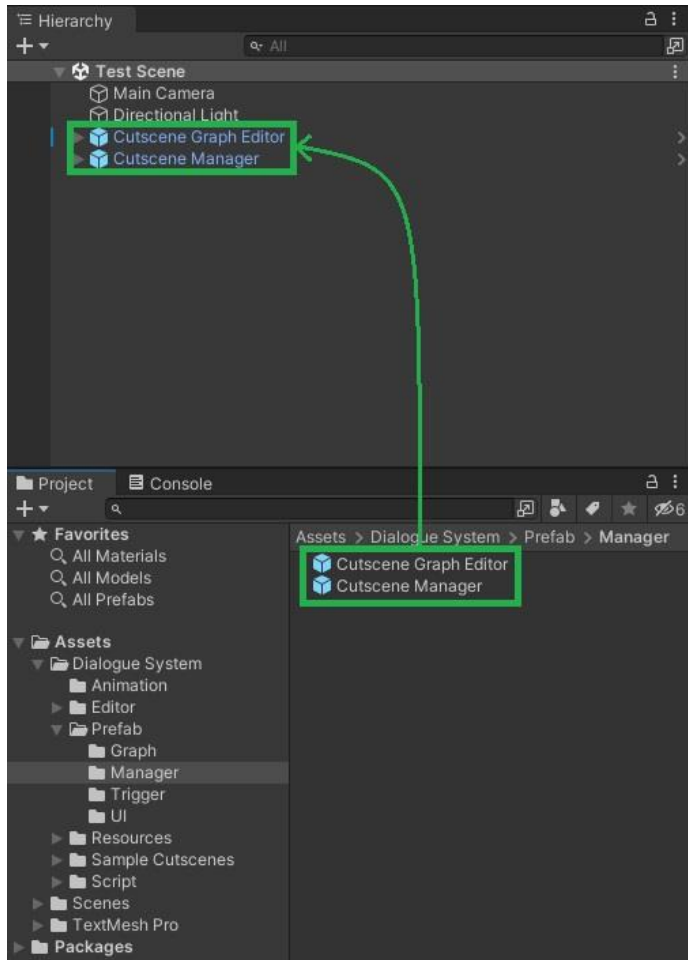 Hierarchy
All
Test Scene
Main Camera
Directional Light
Cutscene Graph Editor
Cutscene Manager
Project Console
6
Favorites
All Materials
All Models
All Prefabs
Assets
Dialogue System
Animation
Editor
Prefab
Graph
Manager
Trigger
UI
Resources
Sample Cutscenes
Script
Scenes
TextMesh Pro
Packages
Assets > Dialogue System > Prefab > Manager
Cutscene Graph Editor
Cutscene Manager